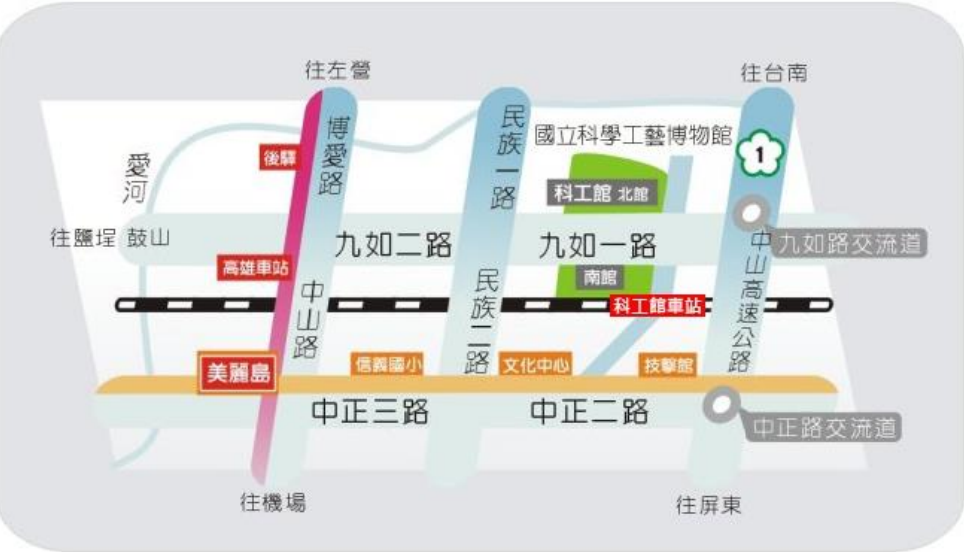 往左營
往台南
博愛路
民族一路
國立科學工藝博物館
1
後驛
愛河
科工館 北館
往鹽埕 鼓山
九如二路
九如一路
九如路交流道
高雄車站
南館
中山路
民族二路
中山高速公路
科工館車站
美麗島
信義國小
文化中心
技擊館
中正三路
中正二路
中正路交流道
往機場
往屏東